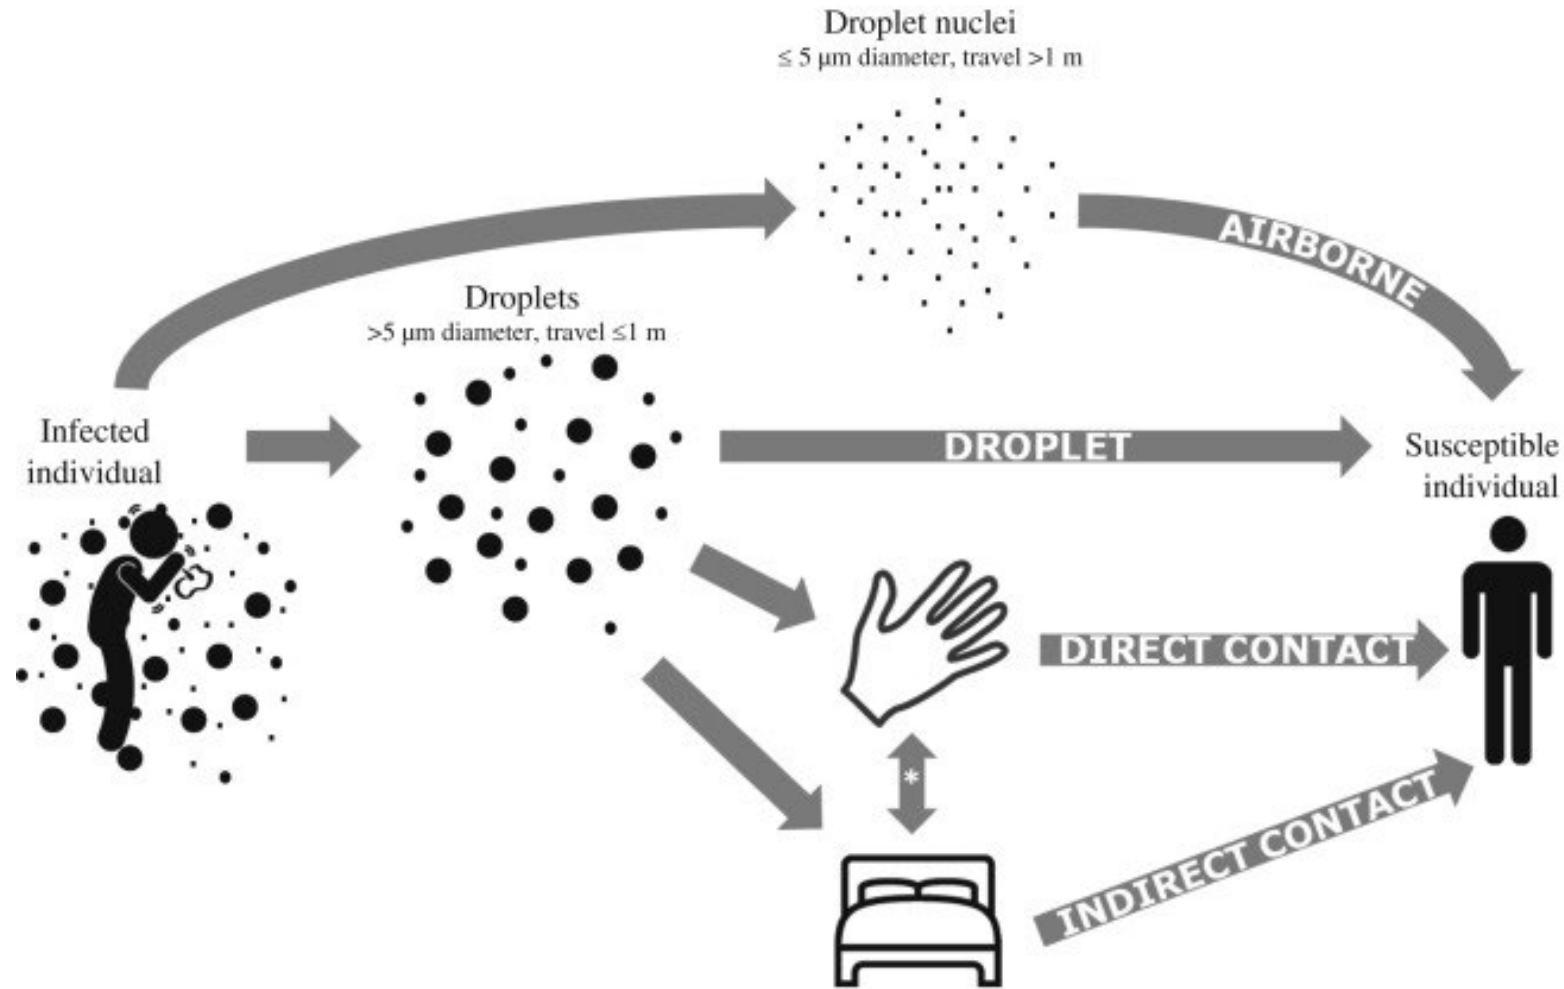 Droplet nuclei
≤ 5 μm diameter, travel >1 m
AIRBORNE
Droplets
>5 μm diameter, travel ≤1 m
Infected
individual
DROPLET
Susceptible
individual
DIRECT CONTACT
*
INDIRECT CONTACT